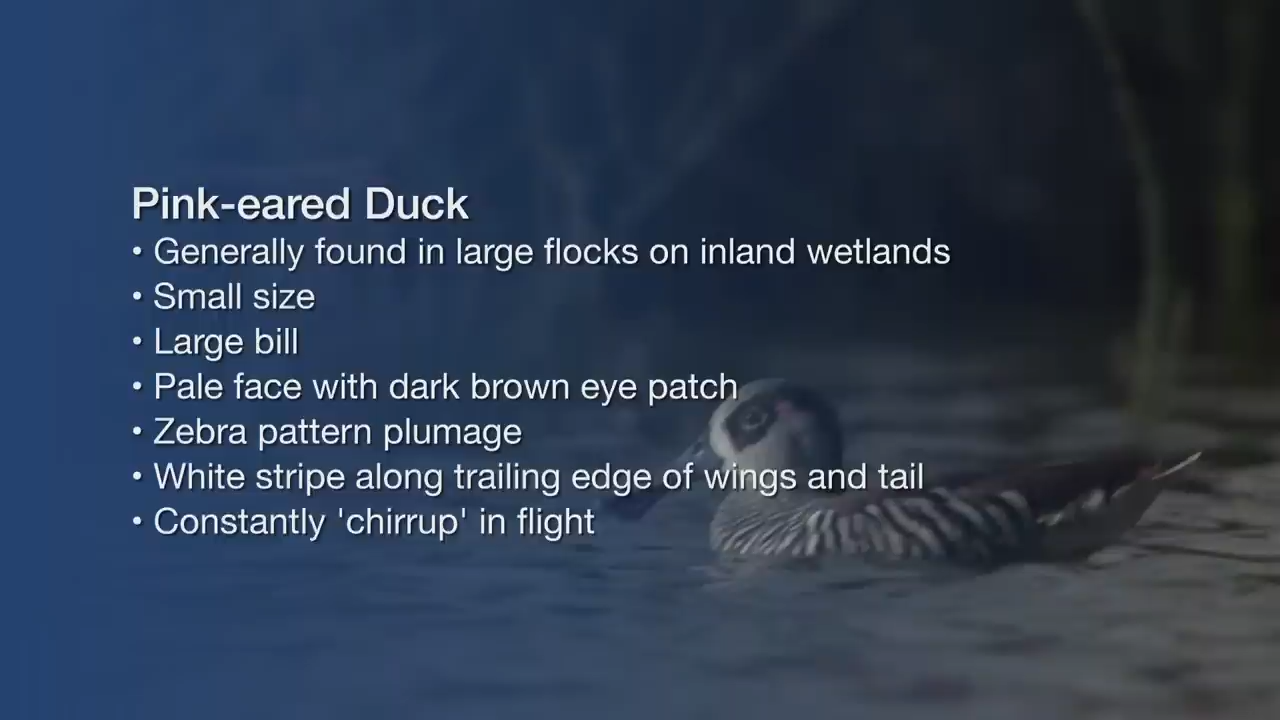 Pink-eared Duck
• Generally found in large flocks on inland wetlands
• Small size
• Large bill
• Pale face with dark brown eye patch
• Zebra pattern plumage
• White stripe along trailing edge of wings and tail
• Constantly 'chirrup' in flight